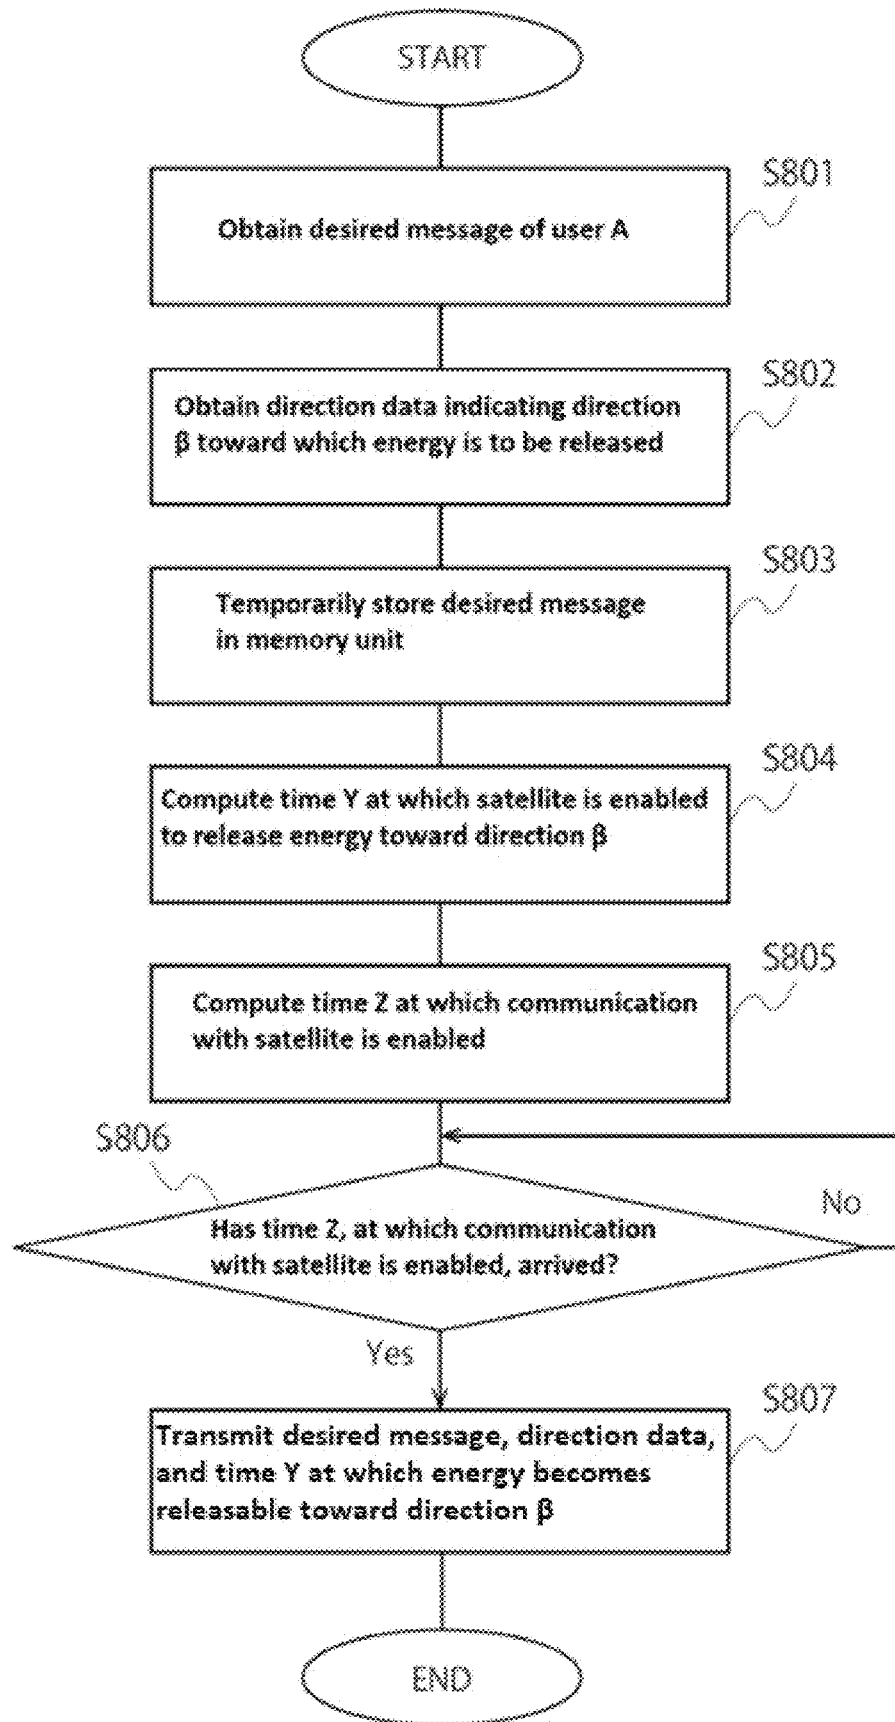 START
S801
Obtain desired message of user A
S802
Obtain direction data indicating direction
β toward which energy is to be released
S803
Temporarily store desired message
in memory unit
S804
Compute time Y at which satellite is enabled
to release energy toward direction β
S805
Compute time Z at which communication
with satellite is enabled
S806
Has time Z, at which communication
with satellite is enabled, arrived?
No
Yes
S807
Transmit desired message, direction data,
and time Y at which energy becomes
releasable toward direction β
END